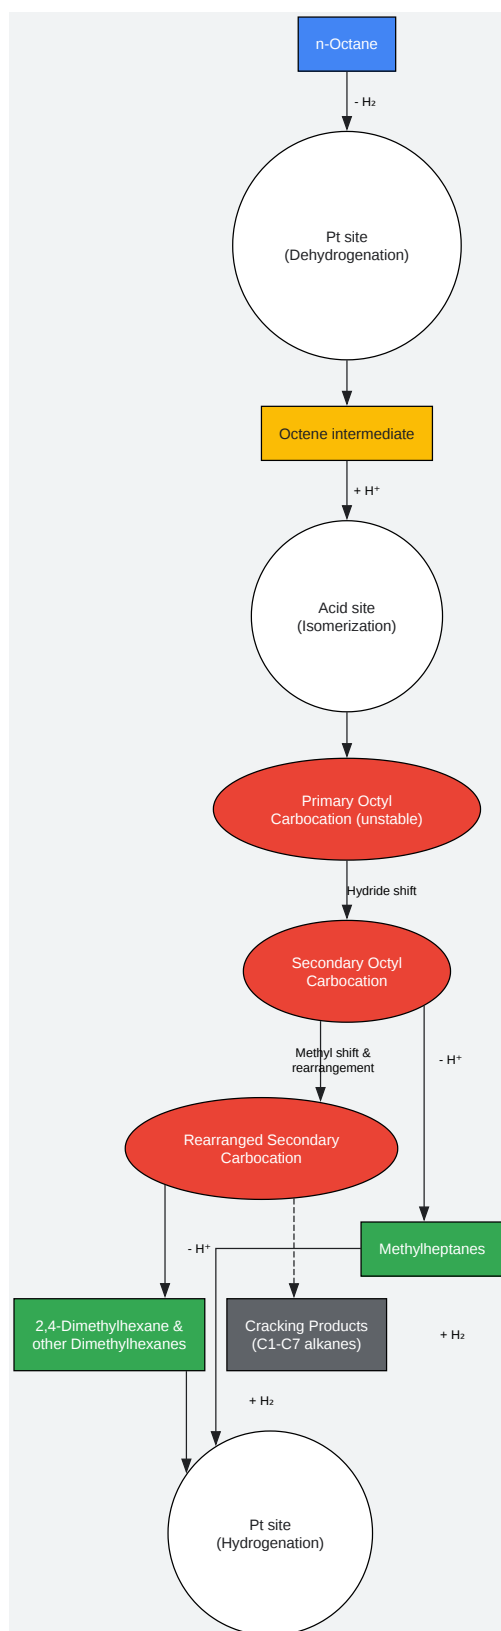 n-Octane
- H₂
Pt site
(Dehydrogenation)
Octene intermediate
+ H⁺
Acid site
(Isomerization)
Primary Octyl
Carbocation (unstable)
Hydride shift
Secondary Octyl
Carbocation
Methyl shift &
rearrangement
- H⁺
Rearranged Secondary
Carbocation
- H⁺
Methylheptanes
2,4-Dimethylhexane &
other Dimethylhexanes
Cracking Products
(C1-C7 alkanes)
+ H₂
+ H₂
Pt site
(Hydrogenation)